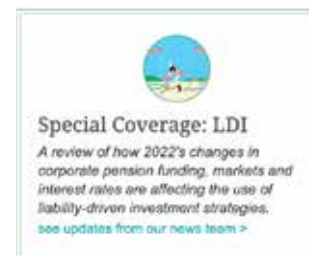 Special Coverage: LDI
A review of how 2022's changes in
corporate pension funding, markets and
interest rates are affecting the use of
liability-driven investment strategies.
see updates from our news team >